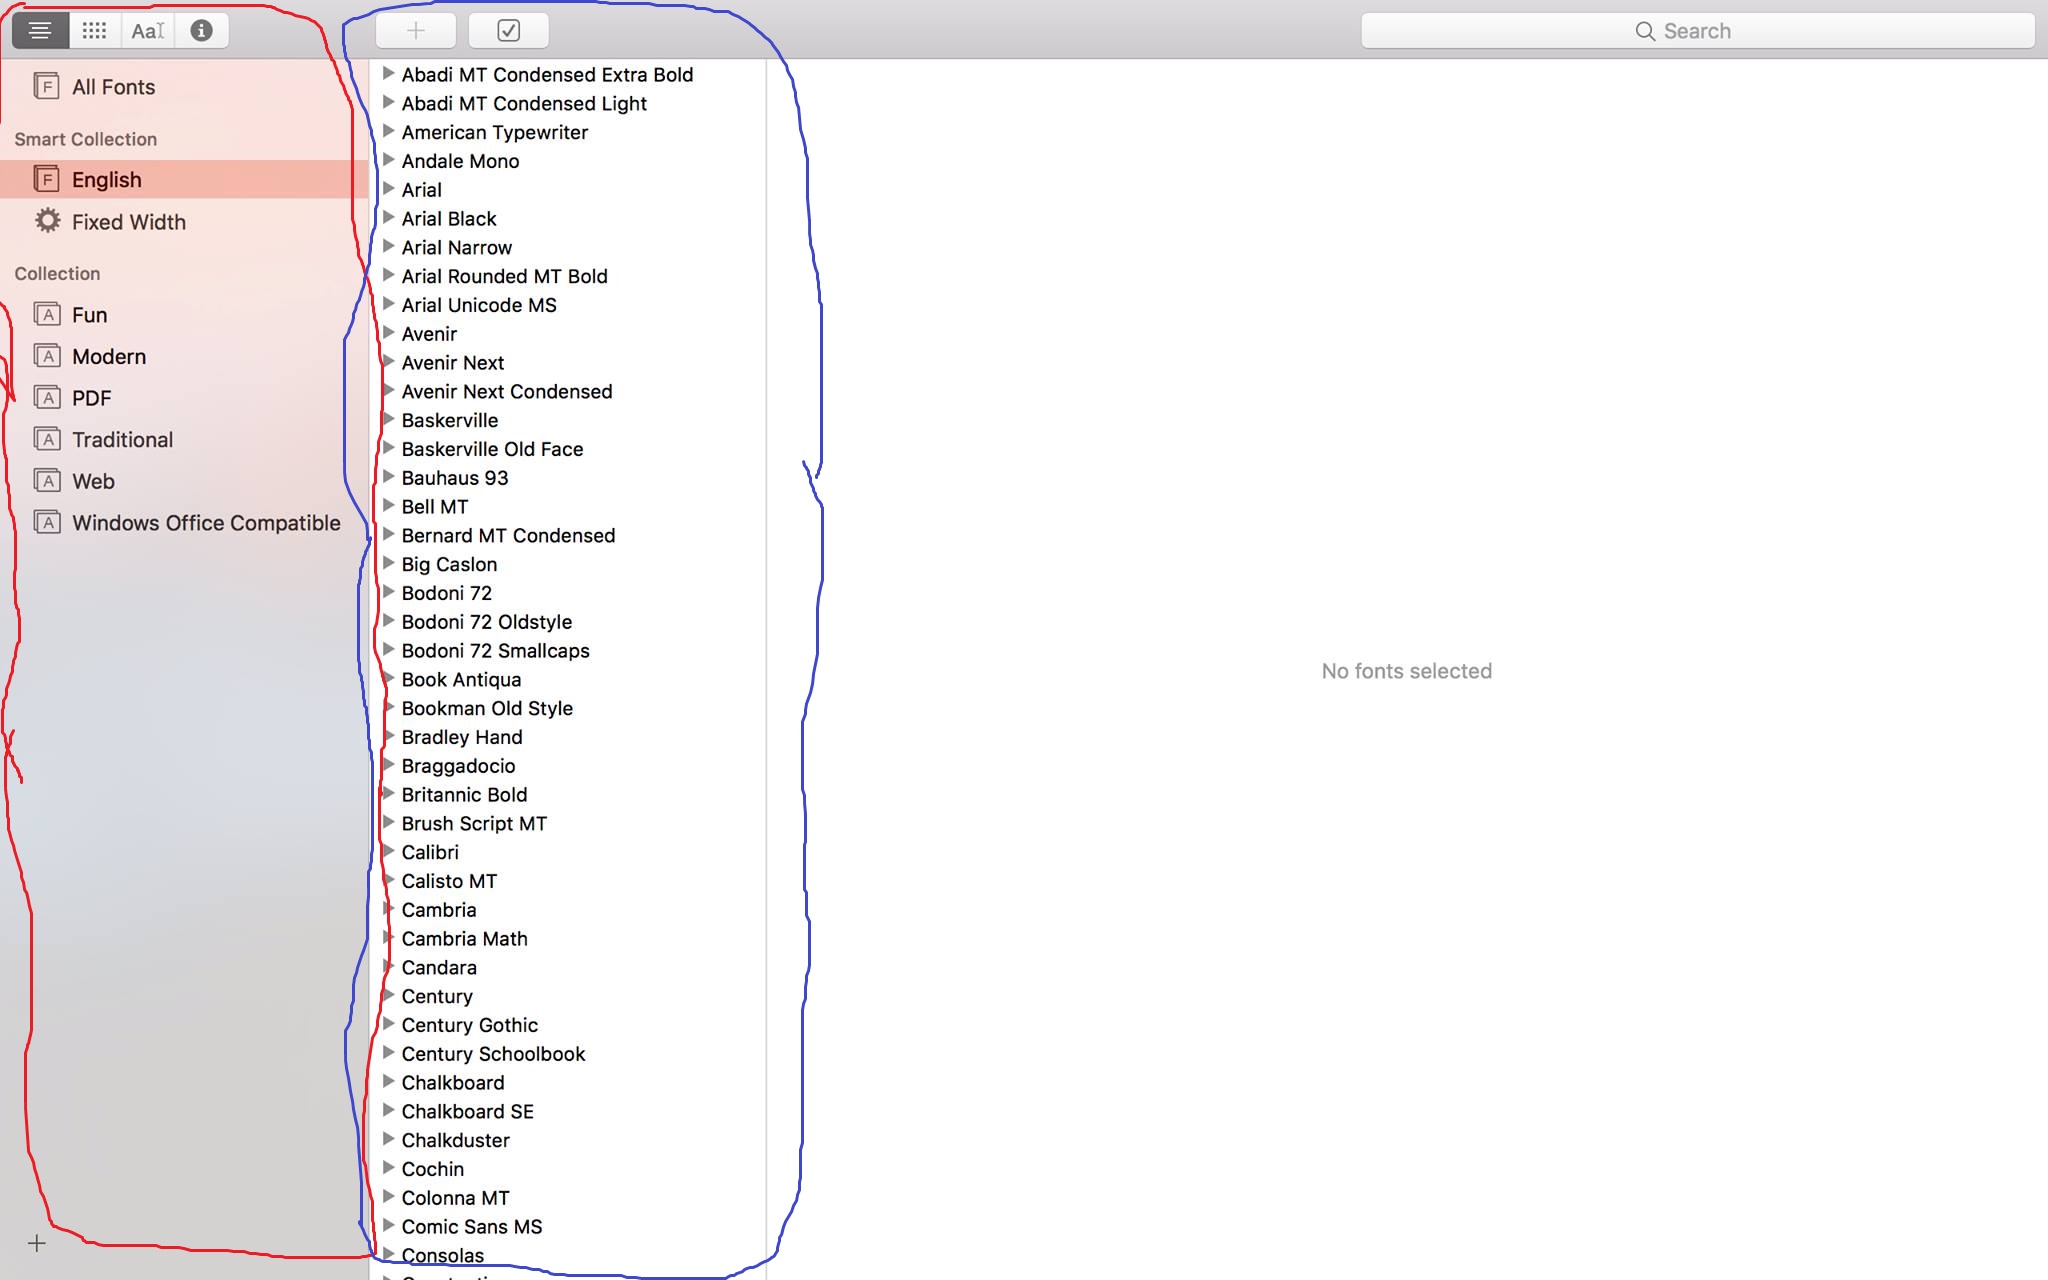 Aa
Search
All Fonts
Smart Collection
English
Fixed Width
Collection
Fun
Modern
PDF
Traditional
Web
Windows Office Compatible
Abadi MT Condensed Extra Bold
Abadi MT Condensed Light
American Typewriter
Andale Mono
Arial
Arial Black
Arial Narrow
Arial Rounded MT Bold
Arial Unicode MS
Avenir
Avenir Next
Avenir Next Condensed
Baskerville
Baskerville Old Face
Bauhaus 93
Bell MT
Bernard MT Condensed
Big Caslon
Bodoni 72
Bodoni 72 Oldstyle
Bodoni 72 Smallcaps
Book Antiqua
Bookman Old Style
Bradley Hand
Braggadocio
Britannic Bold
Brush Script MT
Calibri
Calisto MT
Cambria
Cambria Math
Candara
Century
Century Gothic
Century Schoolbook
Chalkboard
Chalkboard SE
Chalkduster
Cochin
Colonna MT
Comic Sans MS
Consolas
No fonts selected